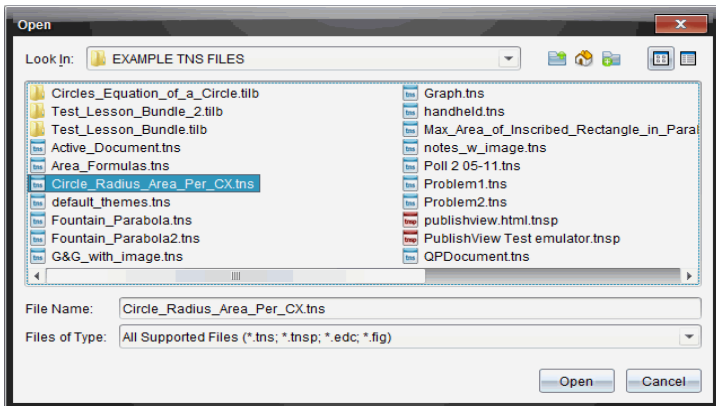 Open
Look In: EXAMPLE TNS FILES
Circles_Equation_of_a_Circle.tilb
Test_Lesson_Bundle_2.tilb
Test_Lesson_Bundle.tilb
Active_Document.tns
Area_Formulas.tns
Circle_Radius_Area_Per_CX.tns
default_themes.tns
Fountain_Parabola.tns
Fountain_Parabola2.tns
G&G_with_image.tns
Graph.tns
handheld.tns
Max_Area_of_Inscribed_Rectangle_in_Paral
notes_w_image.tns
Poll 2 05-11.tns
Problem1.tns
Problem2.tns
publishview.html.tnsp
PublishView Test emulator.tnsp
QPDocument.tns
File Name: Circle_Radius_Area_Per_CX.tns
Files of Type: All Supported Files (*.tns; *.tnsp; *.edc; *.fig)
Open Cancel